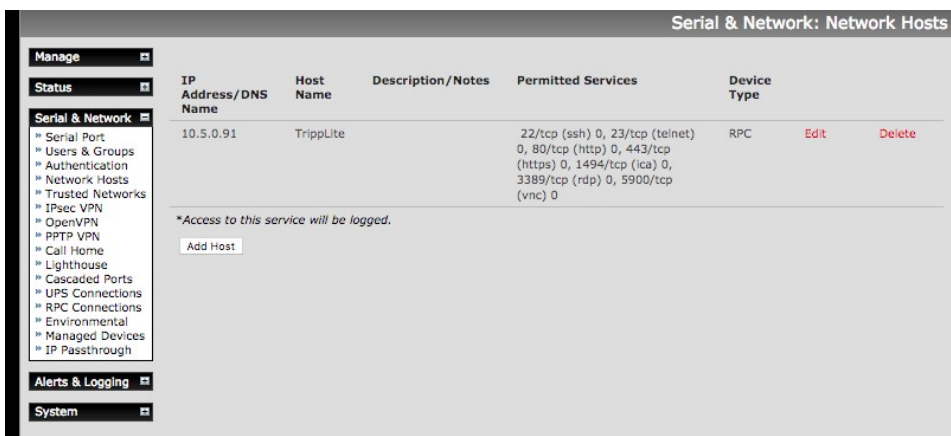 Serial & Network: Network Hosts
Manage
Status
Serial & Network
» Serial Port
» Users & Groups
» Authentication
» Network Hosts
» Trusted Networks
» IPsec VPN
» OpenVPN
» PPTP VPN
» Call Home
» Lighthouse
» Cascaded Ports
» UPS Connections
» RPC Connections
» Environmental
» Managed Devices
» IP Passthrough
Alerts & Logging
System
IP Address/DNS Name
Host Name
Description/Notes
Permitted Services
Device Type
10.5.0.91
TrippLite
22/tcp (ssh) 0, 23/tcp (telnet)
0, 80/tcp (http) 0, 443/tcp
(https) 0, 1494/tcp (ica) 0,
3389/tcp (rdp) 0, 5900/tcp
(vnc) 0
RPC
Edit
Delete
*Access to this service will be logged.
Add Host